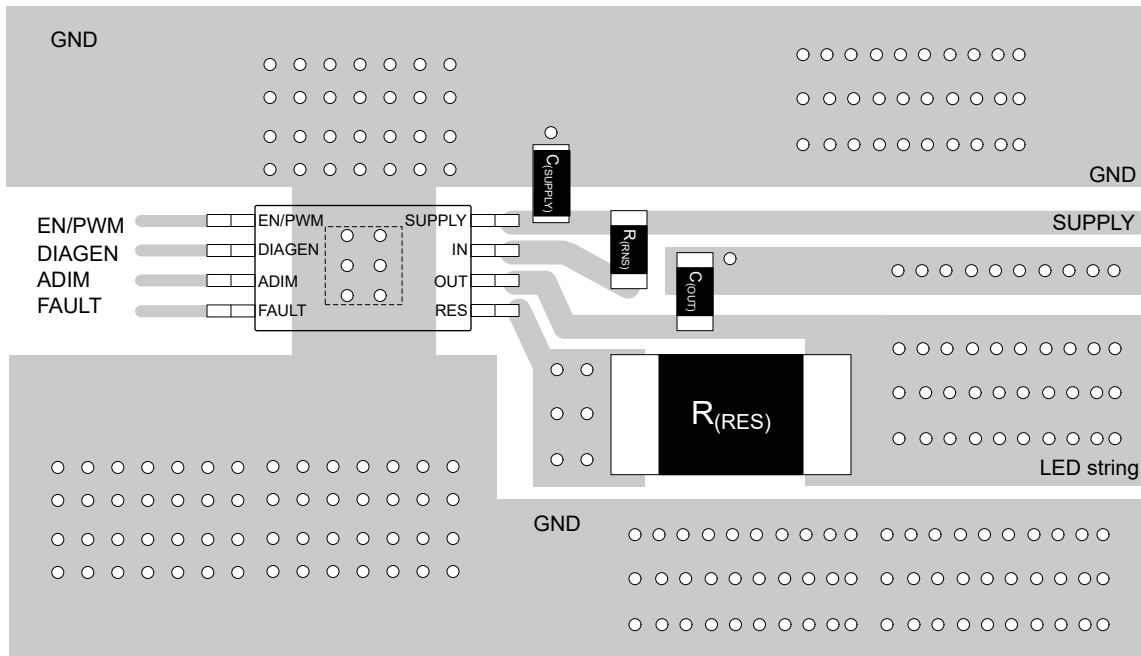 GND
GND
C(SUPPLY)
EN/PWM
DIAGEN
ADIM
FAULT
EN/PWM
DIAGEN
ADIM
FAULT
SUPPLY
IN
OUT
RES
SUPPLY
R(RNS)
C(OUT)
R(RES)
LED string
GND